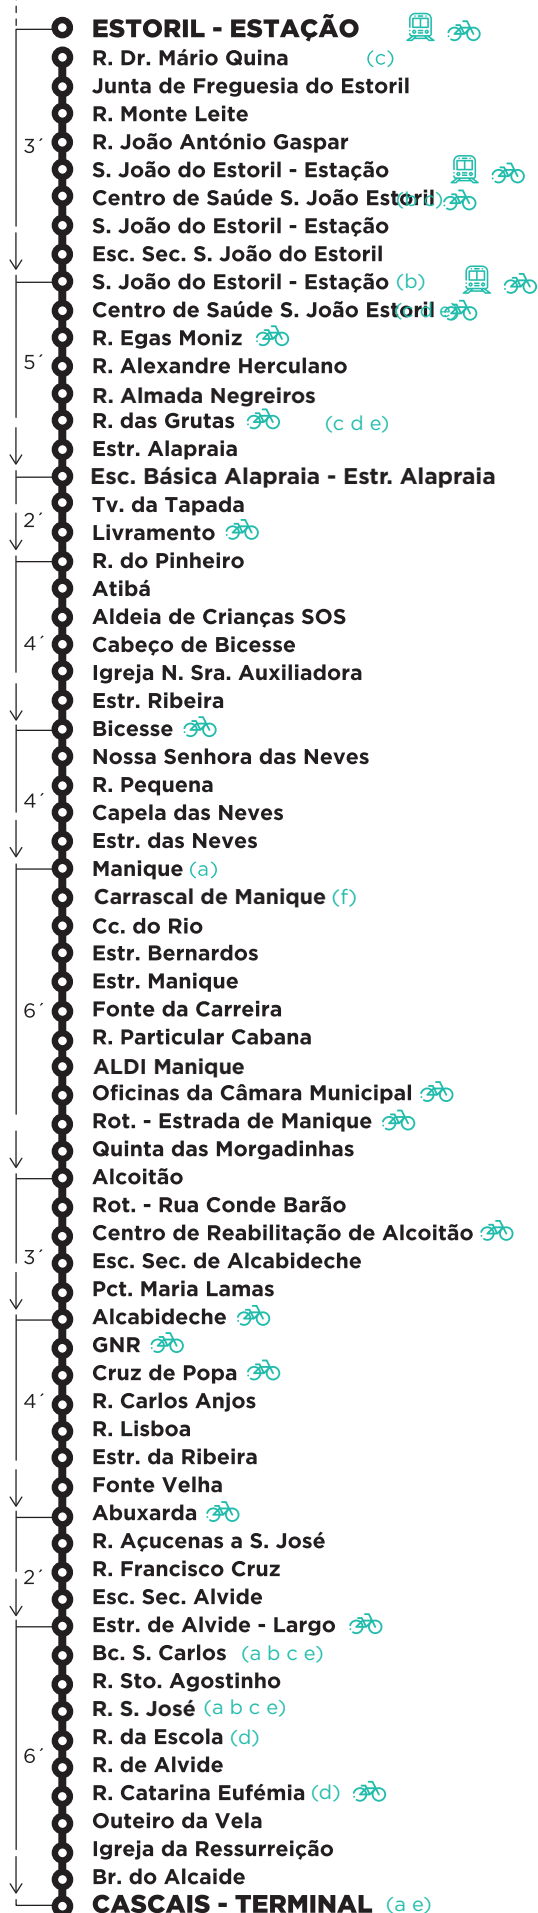 ESTORIL - ESTAÇÃO
R. Dr. Mário Quina (c)
Junta de Freguesia do Estoril
R. Monte Leite
3´ R. João António Gaspar
S. João do Estoril - Estação
Centro de Saúde S. João Estoril (b c)
S. João do Estoril - Estação
Esc. Sec. S. João do Estoril
S. João do Estoril - Estação (b)
Centro de Saúde S. João Estoril (c d e)
R. Egas Moniz
5´ R. Alexandre Herculano
R. Almada Negreiros
R. das Grutas (c d e)
Estr. Alapraia
Esc. Básica Alapraia - Estr. Alapraia
Tv. da Tapada
2´ Livramento
R. do Pinheiro
Atibá
Aldeia de Crianças SOS
4´ Cabeço de Bicesse
Igreja N. Sra. Auxiliadora
Estr. Ribeira
Bicesse
Nossa Senhora das Neves
R. Pequena
4´ Capela das Neves
Estr. das Neves
Manique (a)
Carrascal de Manique (f)
Cc. do Rio
Estr. Bernardos
Estr. Manique
6´ Fonte da Carreira
R. Particular Cabana
ALDI Manique
Oficinas da Câmara Municipal
Rot. - Estrada de Manique
Quinta das Morgadinhas
Alcoitão
Rot. - Rua Conde Barão
Centro de Reabilitação de Alcoitão
3´ Esc. Sec. de Alcabideche
Pct. Maria Lamas
Alcabideche
GNR
Cruz de Popa
4´ R. Carlos Anjos
R. Lisboa
Estr. da Ribeira
Fonte Velha
Abuxarda
R. Açucenas a S. José
2´ R. Francisco Cruz
Esc. Sec. Alvide
Estr. de Alvide - Largo
Bc. S. Carlos (a b c e)
R. Sto. Agostinho
R. S. José (a b c e)
R. da Escola (d)
6´ R. de Alvide
R. Catarina Eufémia (d)
Outeiro da Vela
Igreja da Ressurreição
Br. do Alcaide
CASCAIS - TERMINAL (a e)